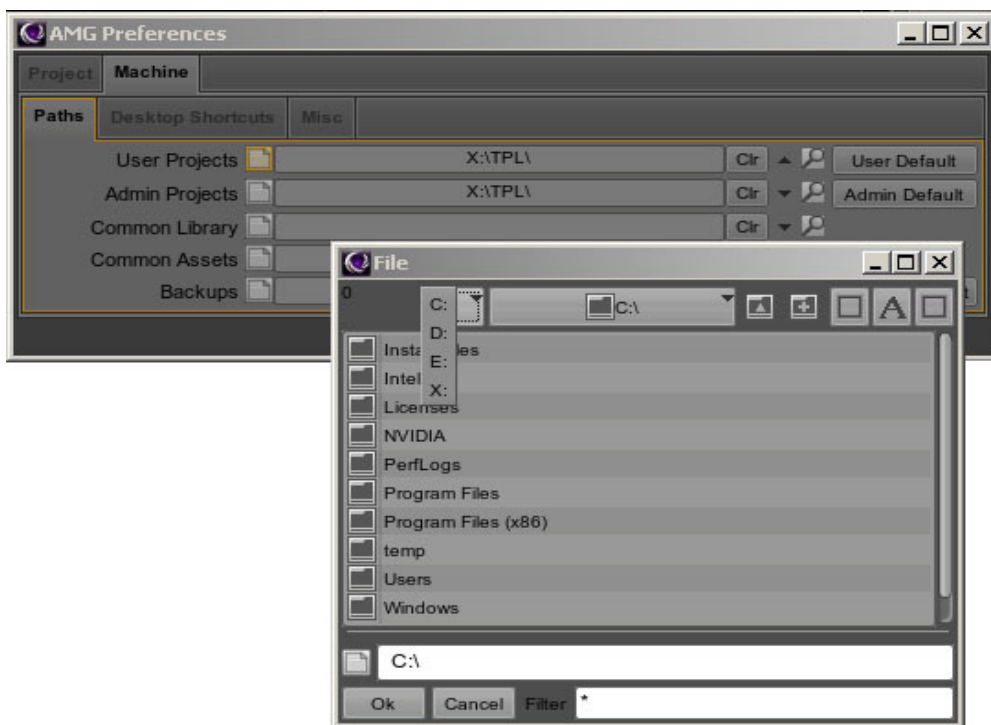 AMG Preferences
Project Machine
Paths Desktop Shortcuts Misc
User Projects X:\TPL\ Clr User Default
Admin Projects X:\TPL\ Clr Admin Default
Common Library Clr
Common Assets
Backups
File
0 C:\
C:
D:
E:
X:
Intel
Licenses
NVIDIA
PerfLogs
Program Files
Program Files (x86)
temp
Users
Windows
C:\
Ok Cancel Filter *